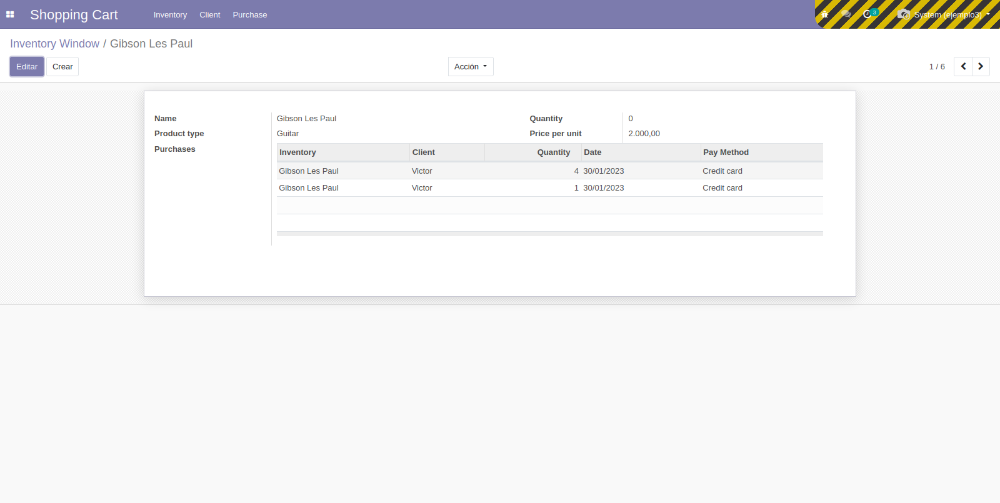 Shopping Cart Inventory Client Purchase 3 System (ejemplo3)
Inventory Window / Gibson Les Paul
Editar Crear Acción 1 / 6
Name Gibson Les Paul Quantity 0
Product type Guitar Price per unit 2.000,00
Purchases
Inventory Client Quantity Date Pay Method
Gibson Les Paul Victor 4 30/01/2023 Credit card
Gibson Les Paul Victor 1 30/01/2023 Credit card